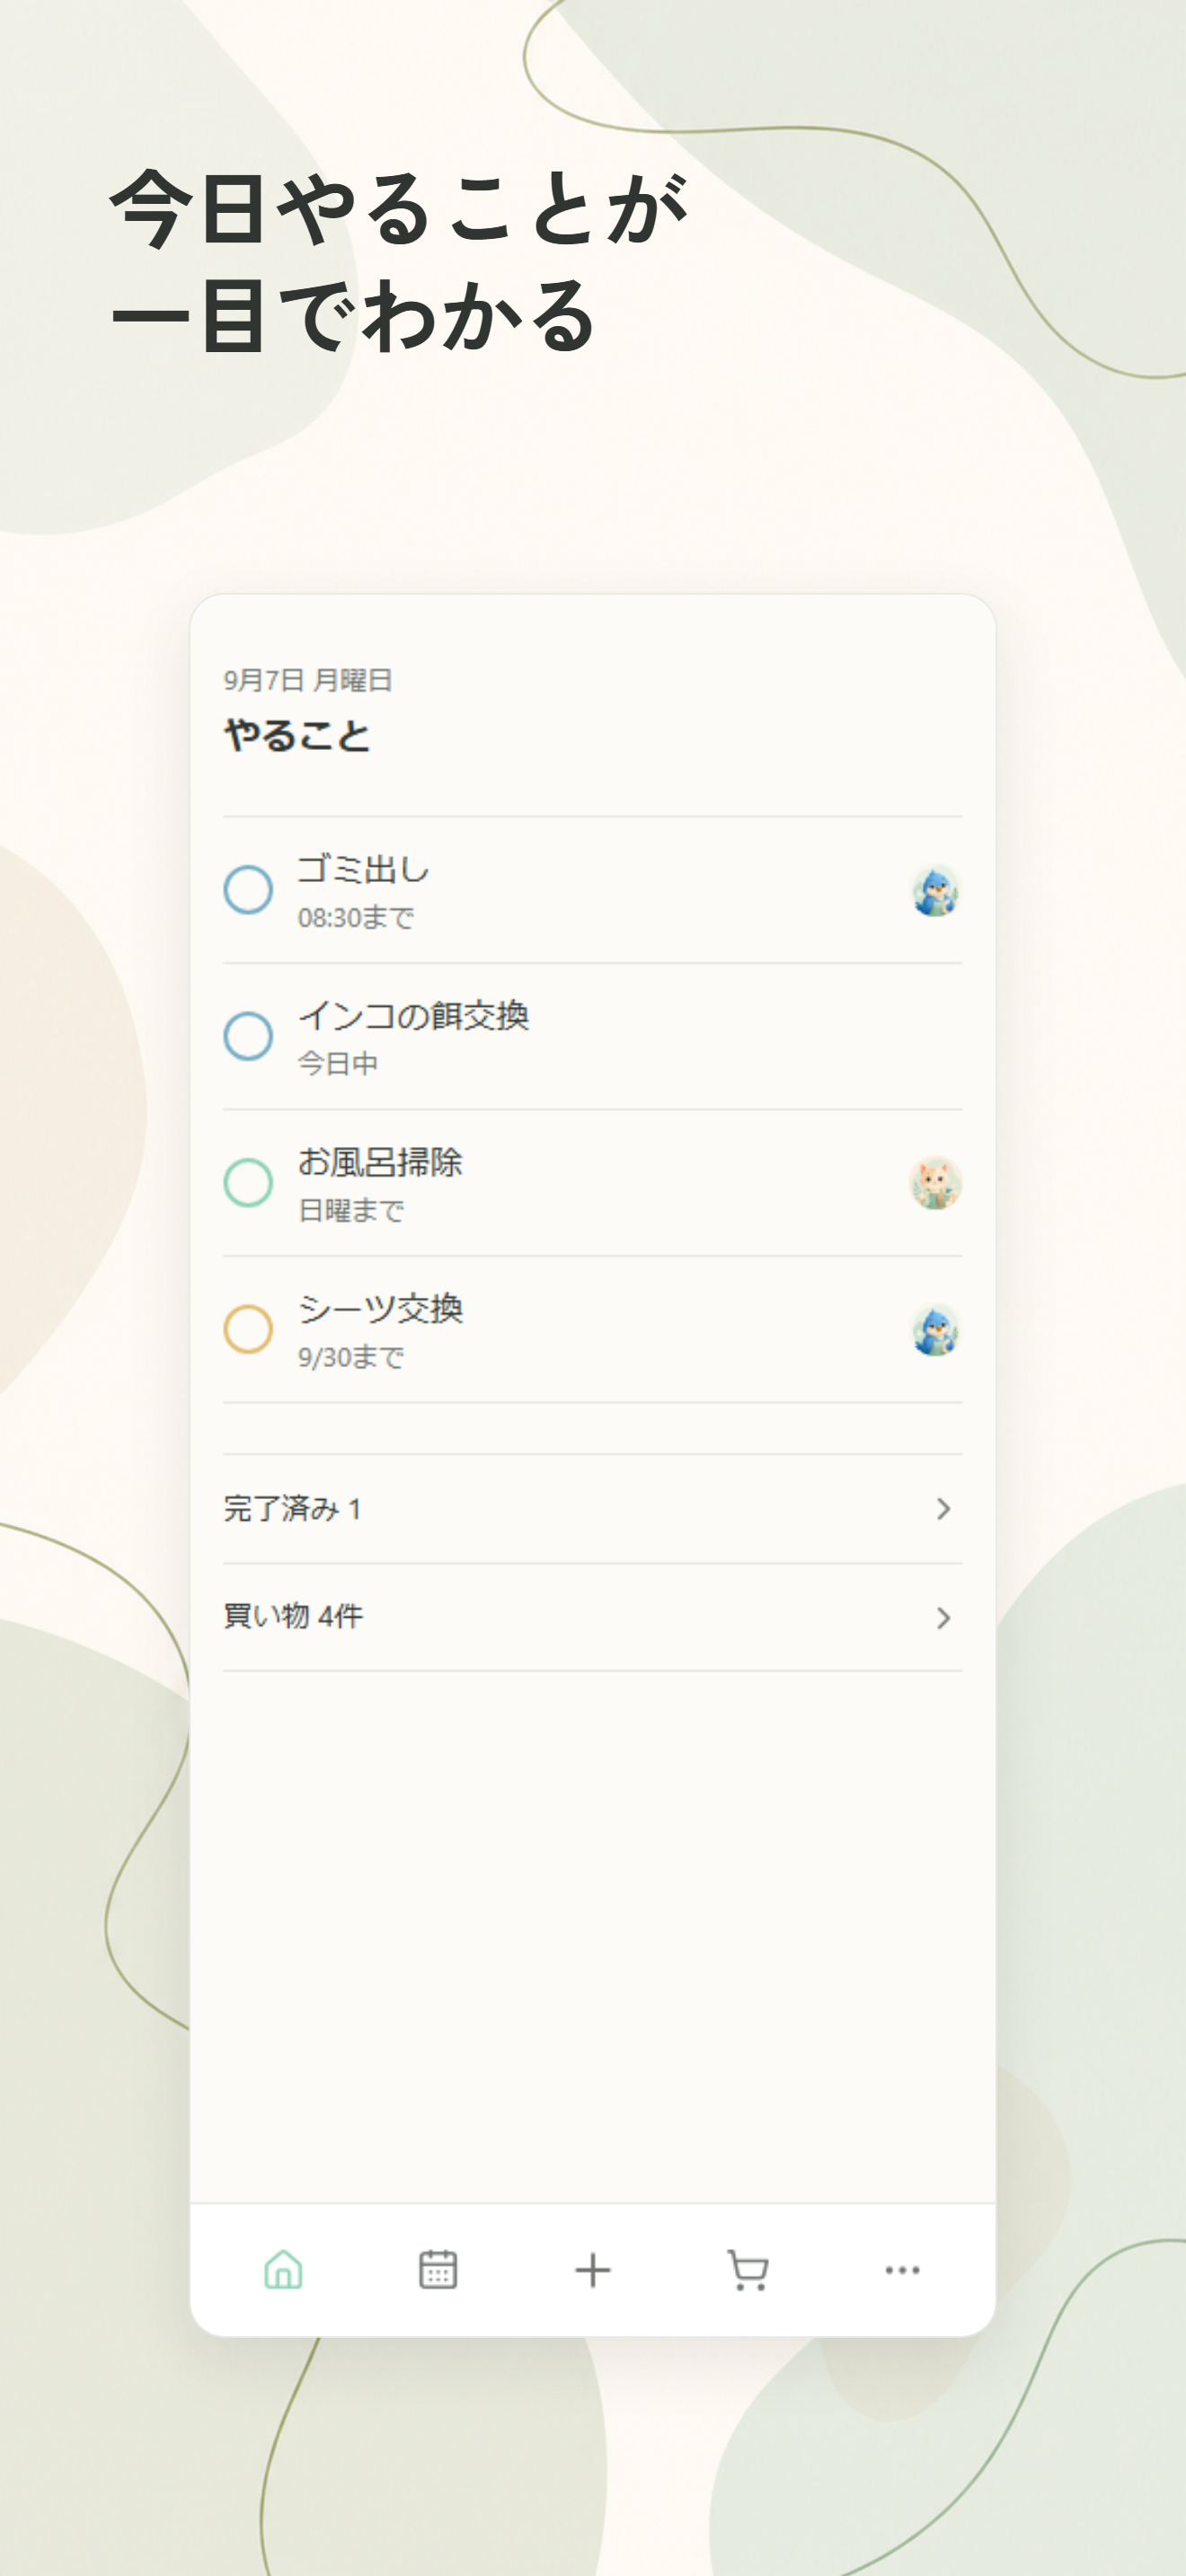 今日やることが
一目でわかる
9月7日 月曜日
やること
ゴミ出し
08:30まで
インコの餌交換
今日中
お風呂掃除
日曜まで
シーツ交換
9/30まで
完了済み 1
買い物 4件